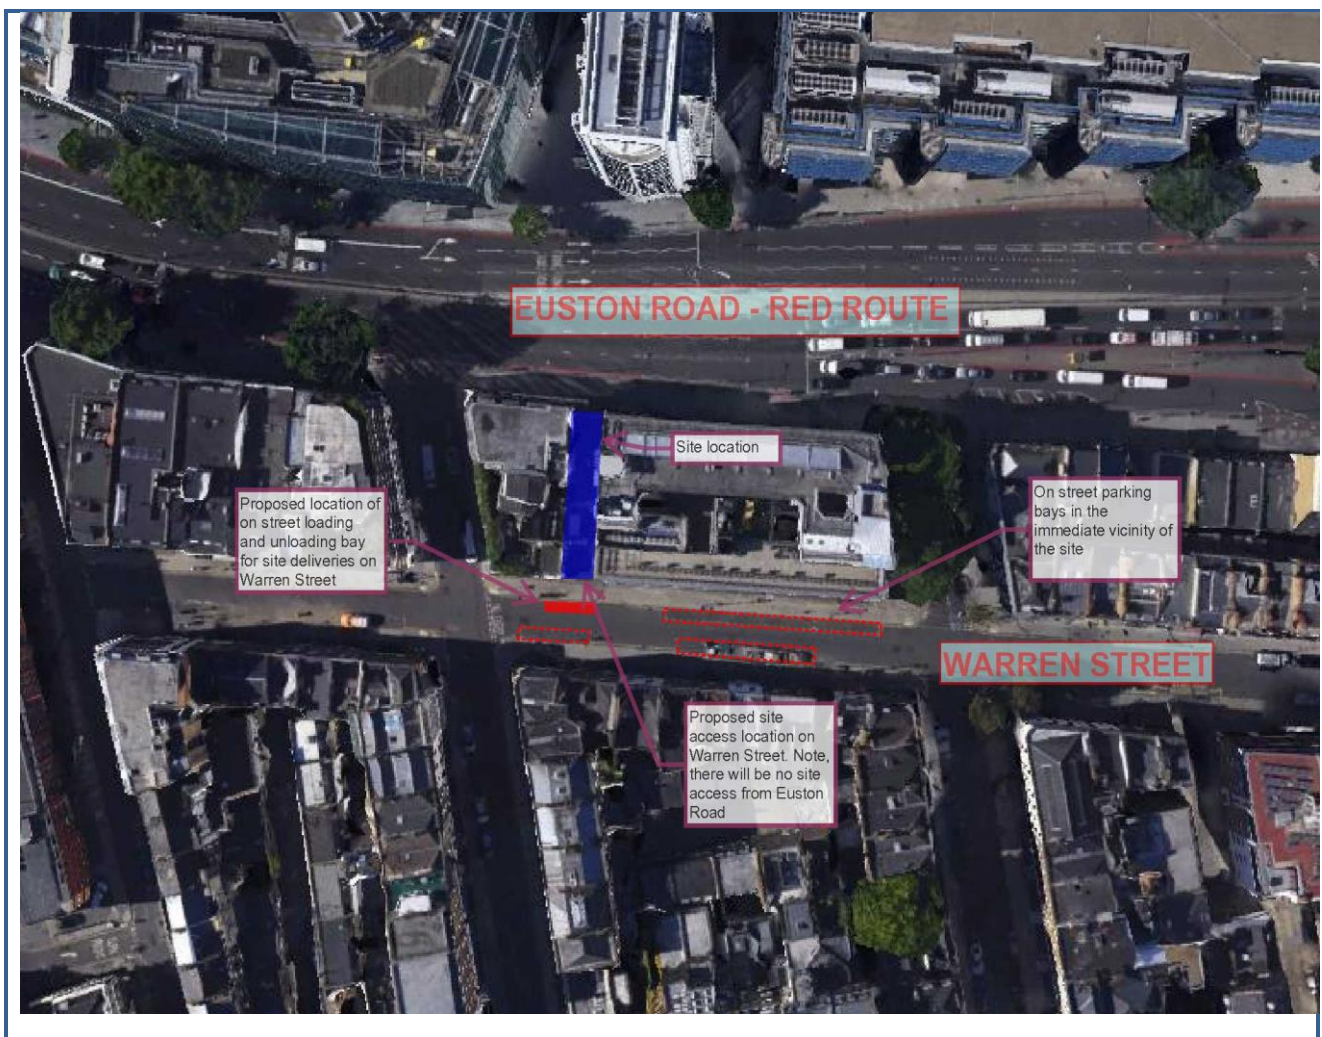 EUSTON ROAD - RED ROUTE
Site location
Proposed location of
on street loading
and unloading bay
for site deliveries on
Warren Street
On street parking
bays in the
immediate vicinity of
the site
WARREN STREET
Proposed site
access location on
Warren Street. Note,
there will be no site
access from Euston
Road